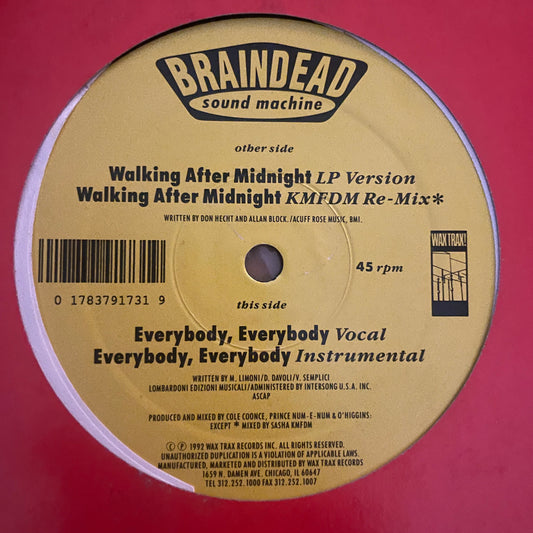 BRAINDEAD
sound machine
other side
Walking After Midnight LP Version
Walking After Midnight KMFDM Re-Mix*
WRITTEN BY DON HECHT AND ALLAN BLOCK./ACUFF ROSE MUSIC, BMI.
WAX TRAX!
0 1783791731 9
45 rpm
this side
Everybody, Everybody Vocal
Everybody, Everybody Instrumental
WRITTEN BY M. LIMONI/D. DAVOLI/V. SEMPLICI
LOMBARDONI EDIZIONI MUSICALI/ADMINISTERED BY INTERSONG U.S.A. INC.
ASCAP
PRODUCED AND MIXED BY COLE COONCE, PRINCE NUM-E-NUM & O'HIGGINS:
EXCEPT * MIXED BY SASHA KMFDM
© ℗ 1992 WAX TRAX RECORDS INC. ALL RIGHTS RESERVED.
UNAUTHORIZED DUPLICATION IS A VIOLATION OF APPLICABLE LAWS.
MANUFACTURED, MARKETED AND DISTRIBUTED BY WAX TRAX RECORDS
1659 N. DAMEN AVE. CHICAGO, IL 60647
TEL 312.252.1000 FAX 312.252.1007